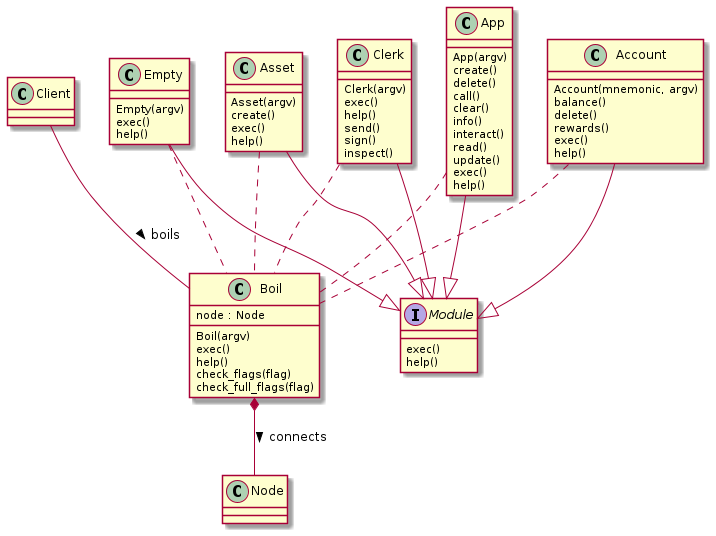 C Client
C Empty
Empty(argv)
exec()
help()
C Asset
Asset(argv)
create()
exec()
help()
C Clerk
Clerk(argv)
exec()
help()
send()
sign()
inspect()
C App
App(argv)
create()
delete()
call()
clear()
info()
interact()
read()
update()
exec()
help()
C Account
Account(mnemonic, argv)
balance()
delete()
rewards()
exec()
help()
boils
C Boil
node : Node
Boil(argv)
exec()
help()
check_flags(flag)
check_full_flags(flag)
I Module
exec()
help()
connects
C Node